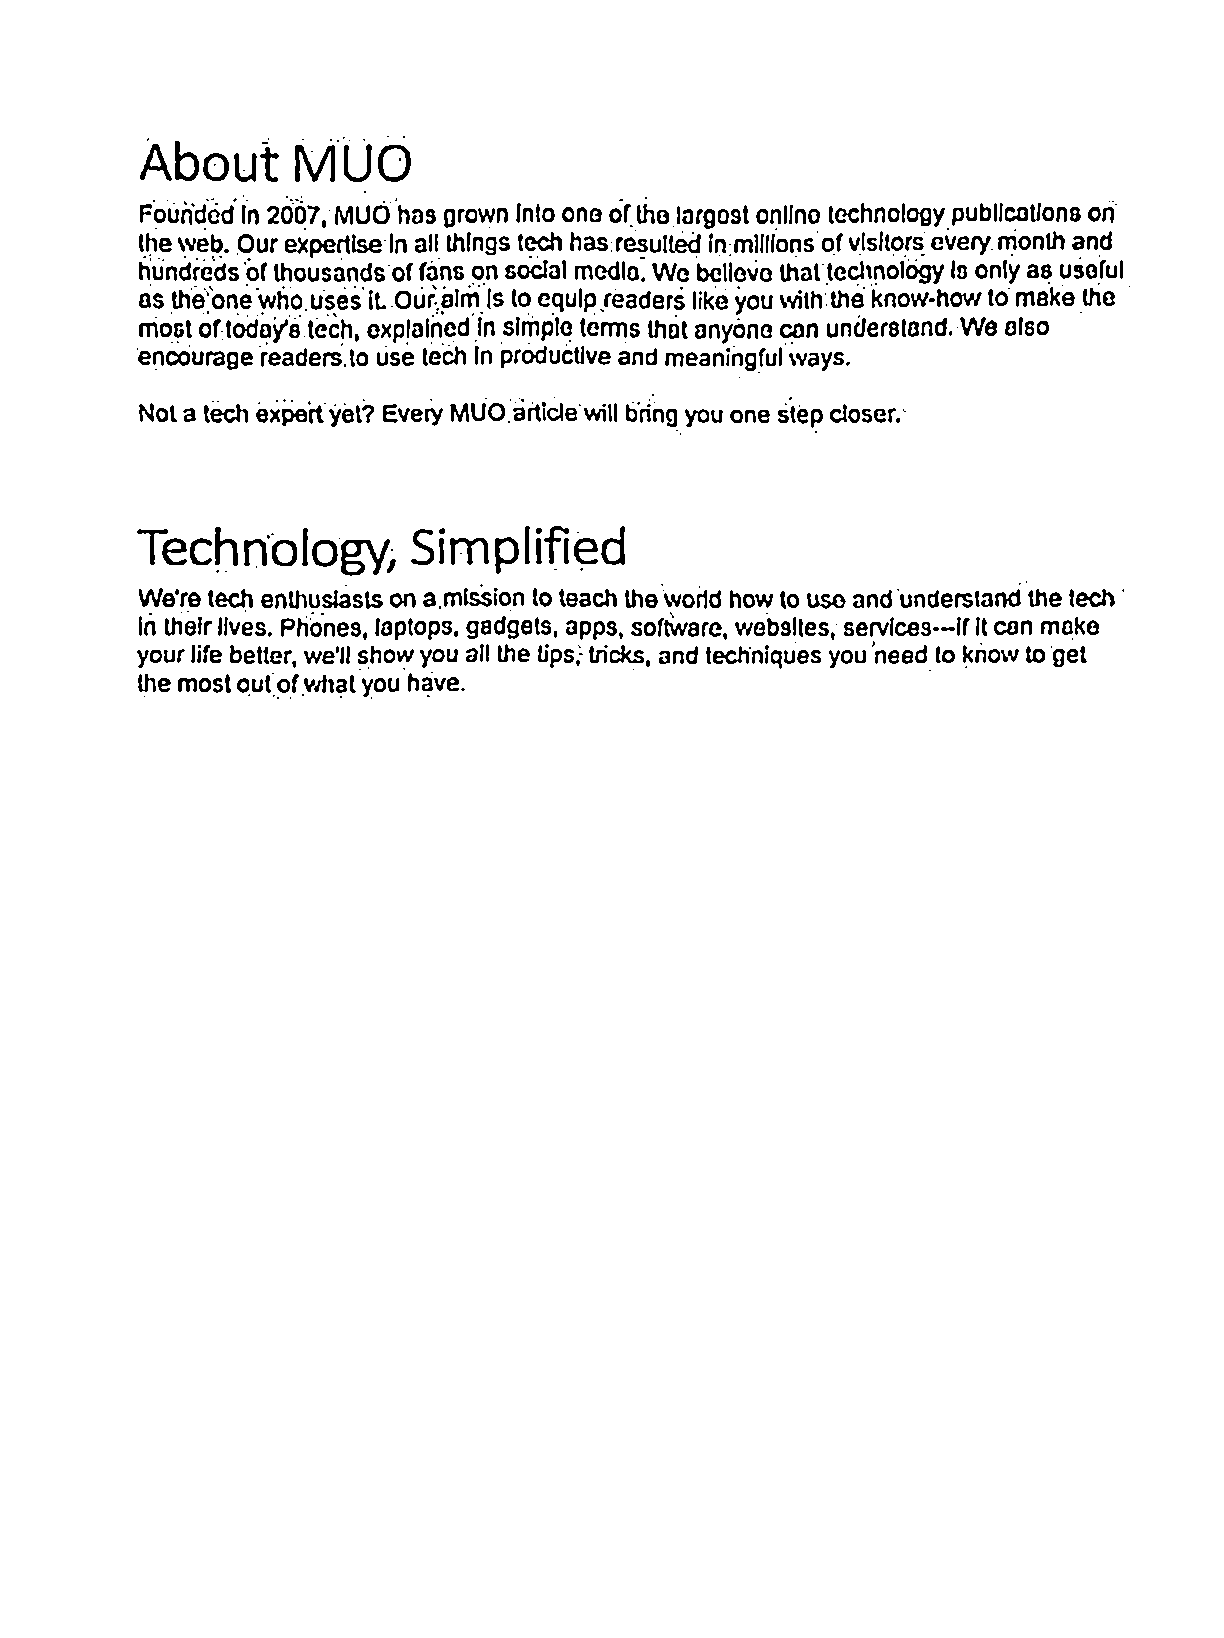 About MUO
Founded in 2007, MUO has grown into one of the largest online technology publications on
the web. Our expertise in all things tech has resulted in millions of visitors every month and
hundreds of thousands of fans on social media. We believe that technology is only as useful
as the one who uses it. Our aim is to equip readers like you with the know-how to make the
most of today's tech, explained in simple terms that anyone can understand. We also
encourage readers to use tech in productive and meaningful ways.
Not a tech expert yet? Every MUO article will bring you one step closer.
Technology, Simplified
We're tech enthusiasts on a mission to teach the world how to use and understand the tech
in their lives. Phones, laptops, gadgets, apps, software, websites, services---if it can make
your life better, we'll show you all the tips, tricks, and techniques you need to know to get
the most out of what you have.